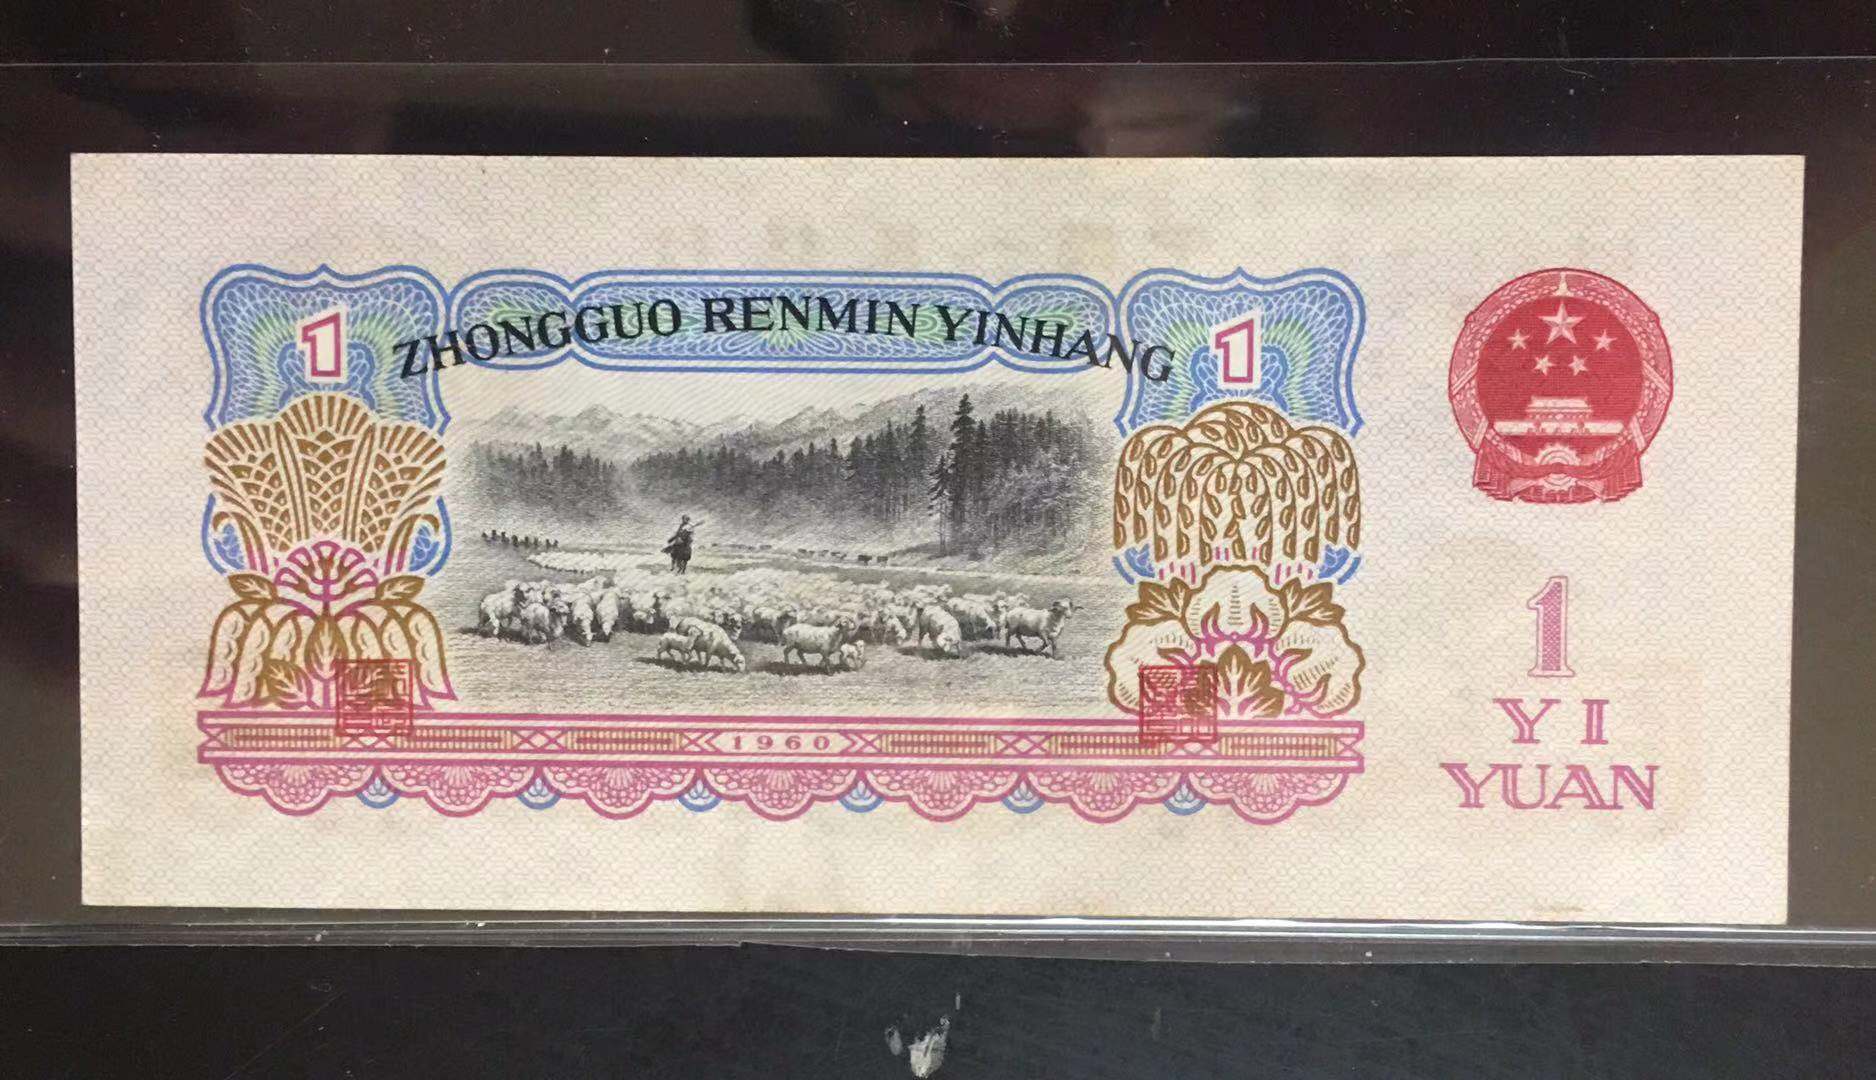 ZHONGGUO RENMIN YINHANG
1
1
1
YI
YUAN
1960